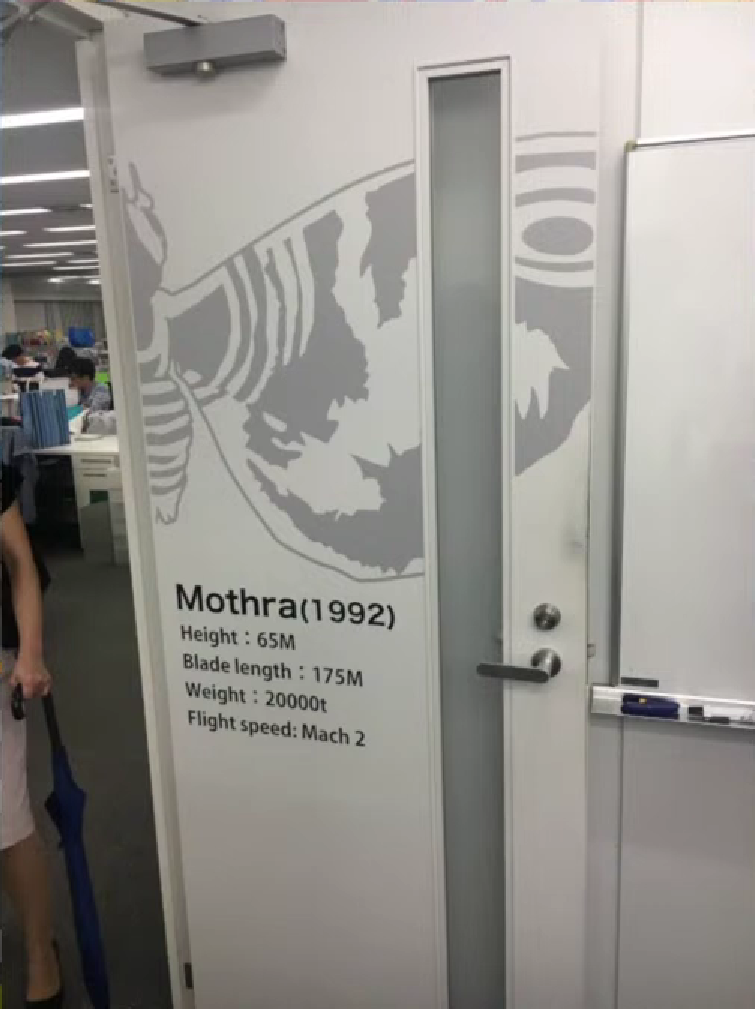 Mothra(1992)
Height：65M
Blade length：175M
Weight：20000t
Flight speed: Mach 2